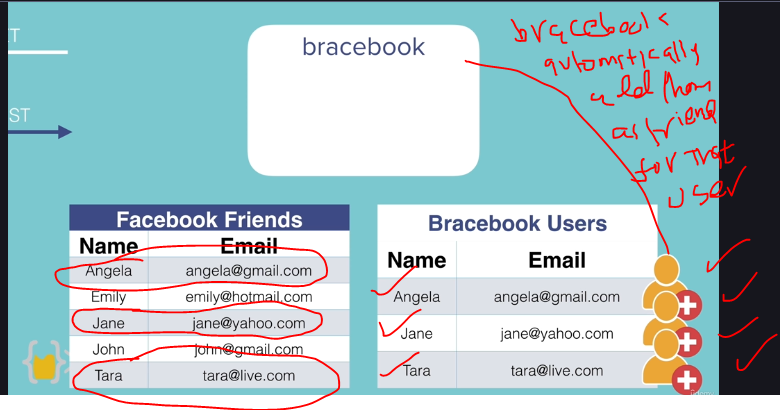 ET
bracebook
ST
bracebook
automatically
add them
as friend
for that
user
Facebook Friends
Name Email
Angela angela@gmail.com
Emily emily@hotmail.com
Jane jane@yahoo.com
John john@gmail.com
Tara tara@live.com
Bracebook Users
Name Email
Angela angela@gmail.com
Jane jane@yahoo.com
Tara tara@live.com